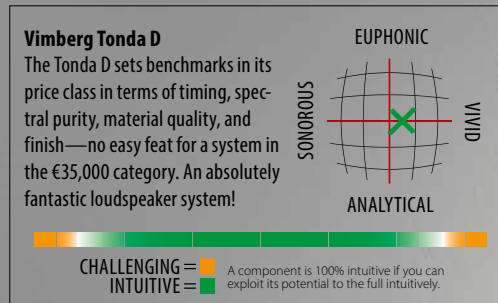 Vimberg Tonda D
The Tonda D sets benchmarks in its
price class in terms of timing, spec-
tral purity, material quality, and
finish—no easy feat for a system in
the €35,000 category. An absolutely
fantastic loudspeaker system!
EUPHONIC
SONOROUS
VIVID
ANALYTICAL
CHALLENGING =
INTUITIVE =
A component is 100% intuitive if you can
exploit its potential to the full intuitively.